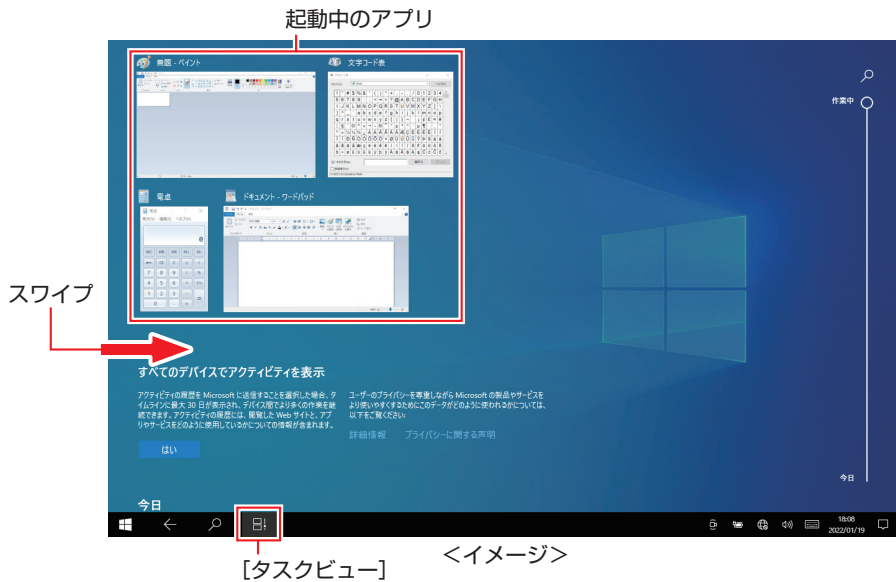 起動中のアプリ
無題 - ペイント
文字コード表
作業中
電卓
ドキュメント - ワードパッド
スワイプ
すべてのデバイスでアクティビティを表示
アクティビティの履歴を Microsoft に送信することを選択した場合、タ
イムラインに最大 30 日が表示され、デバイス間でより多くの作業を継
続できます。アクティビティの履歴には、閲覧した Web サイトと、アプ
リやサービスをどのように使用しているかについての情報が含まれます。
ユーザーのプライバシーを尊重しながら Microsoft の製品やサービスを
より使いやすくするためにこのデータがどのように使われるかについては、
以下をご覧ください:
詳細情報 プライバシーに関する声明
はい
今日
今日
18:08
2022/01/19
[タスクビュー]
＜イメージ＞